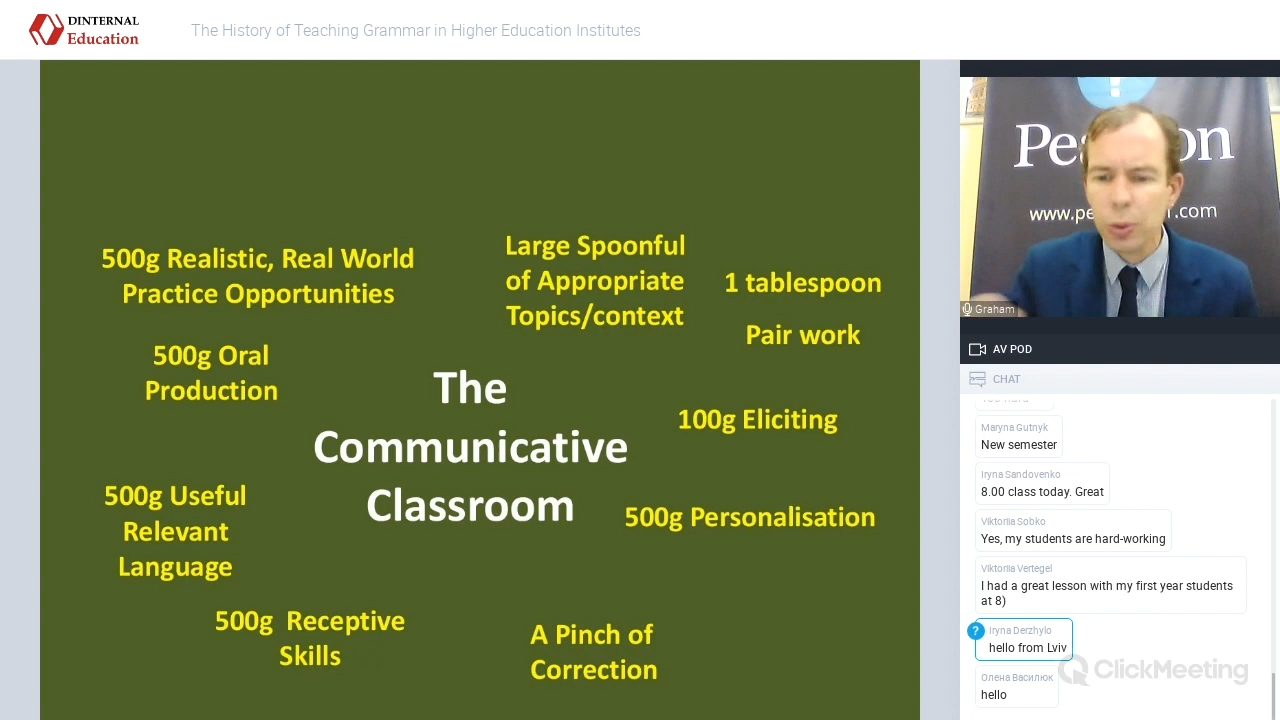 DINTERNAL
Education
The History of Teaching Grammar in Higher Education Institutes
500g Realistic, Real World
Practice Opportunities
Large Spoonful
of Appropriate
Topics/context
1 tablespoon
Pair work
500g Oral
Production
The
Communicative
Classroom
100g Eliciting
500g Useful
Relevant
Language
500g Personalisation
500g Receptive
Skills
A Pinch of
Correction
Graham
AV POD
CHAT
Maryna Gutnyk
New semester
Iryna Sandovenko
8.00 class today. Great
Viktoriia Sobko
Yes, my students are hard-working
Viktoriia Vertegel
I had a great lesson with my first year students
at 8)
?
Iryna Derzhylo
hello from Lviv
ClickMeeting
Олена Василюк
hello